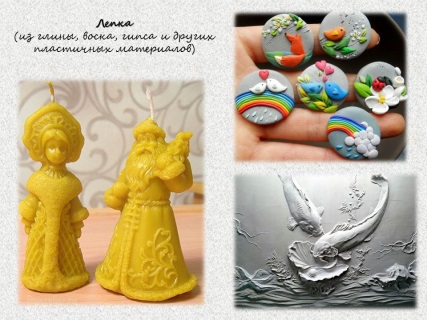 Лепка
(из глины, воска, гипса и других
пластичных материалов)